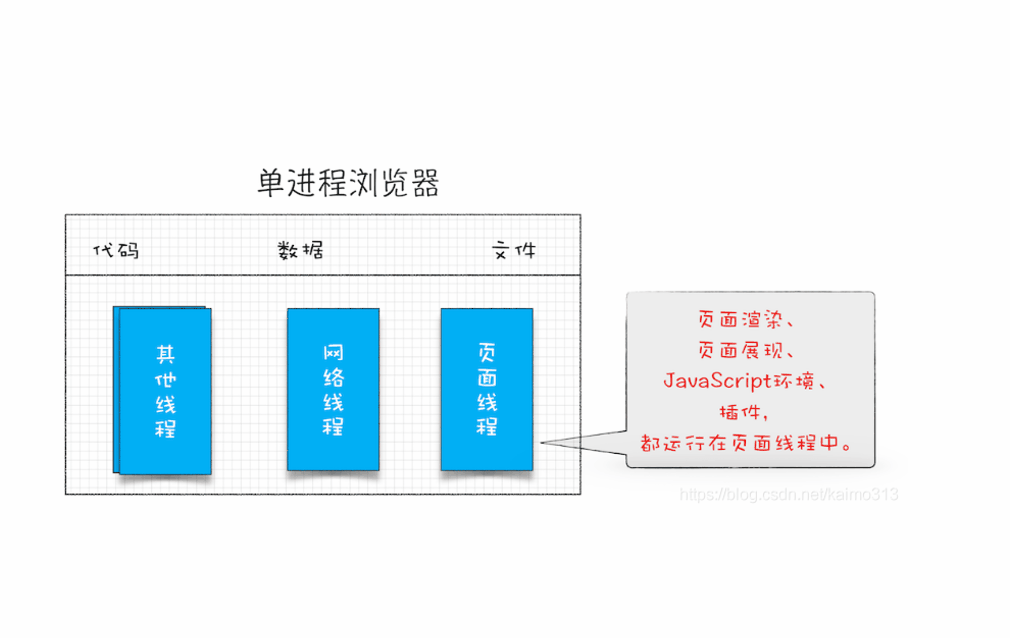 单进程浏览器
代码
数据
文件
其他线程
网络线程
页面线程
页面渲染、
页面展现、
JavaScript环境、
插件,
都运行在页面线程中。
https://blog.csdn.net/kaimo313